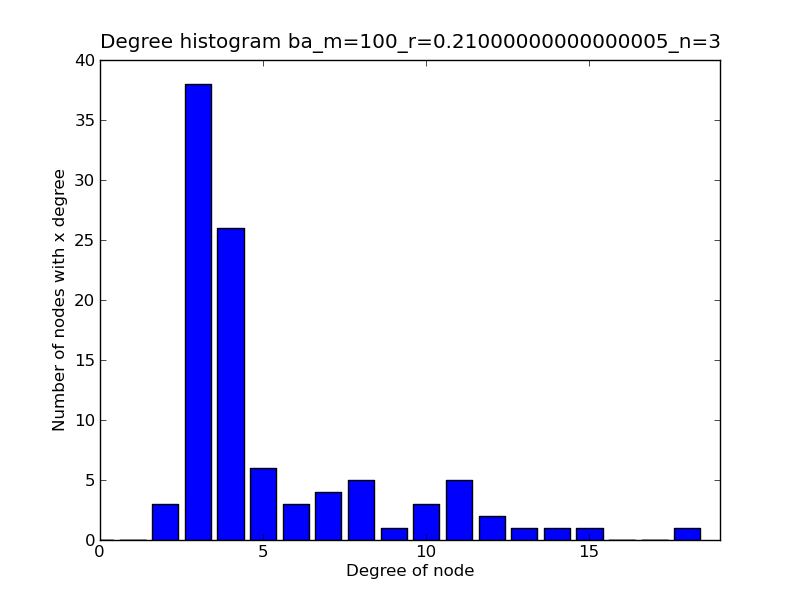 Degree histogram ba_m=100_r=0.21000000000000005_n=3
40
35
30
25
20
15
10
5
0
Number of nodes with x degree
0 5 10 15
Degree of node